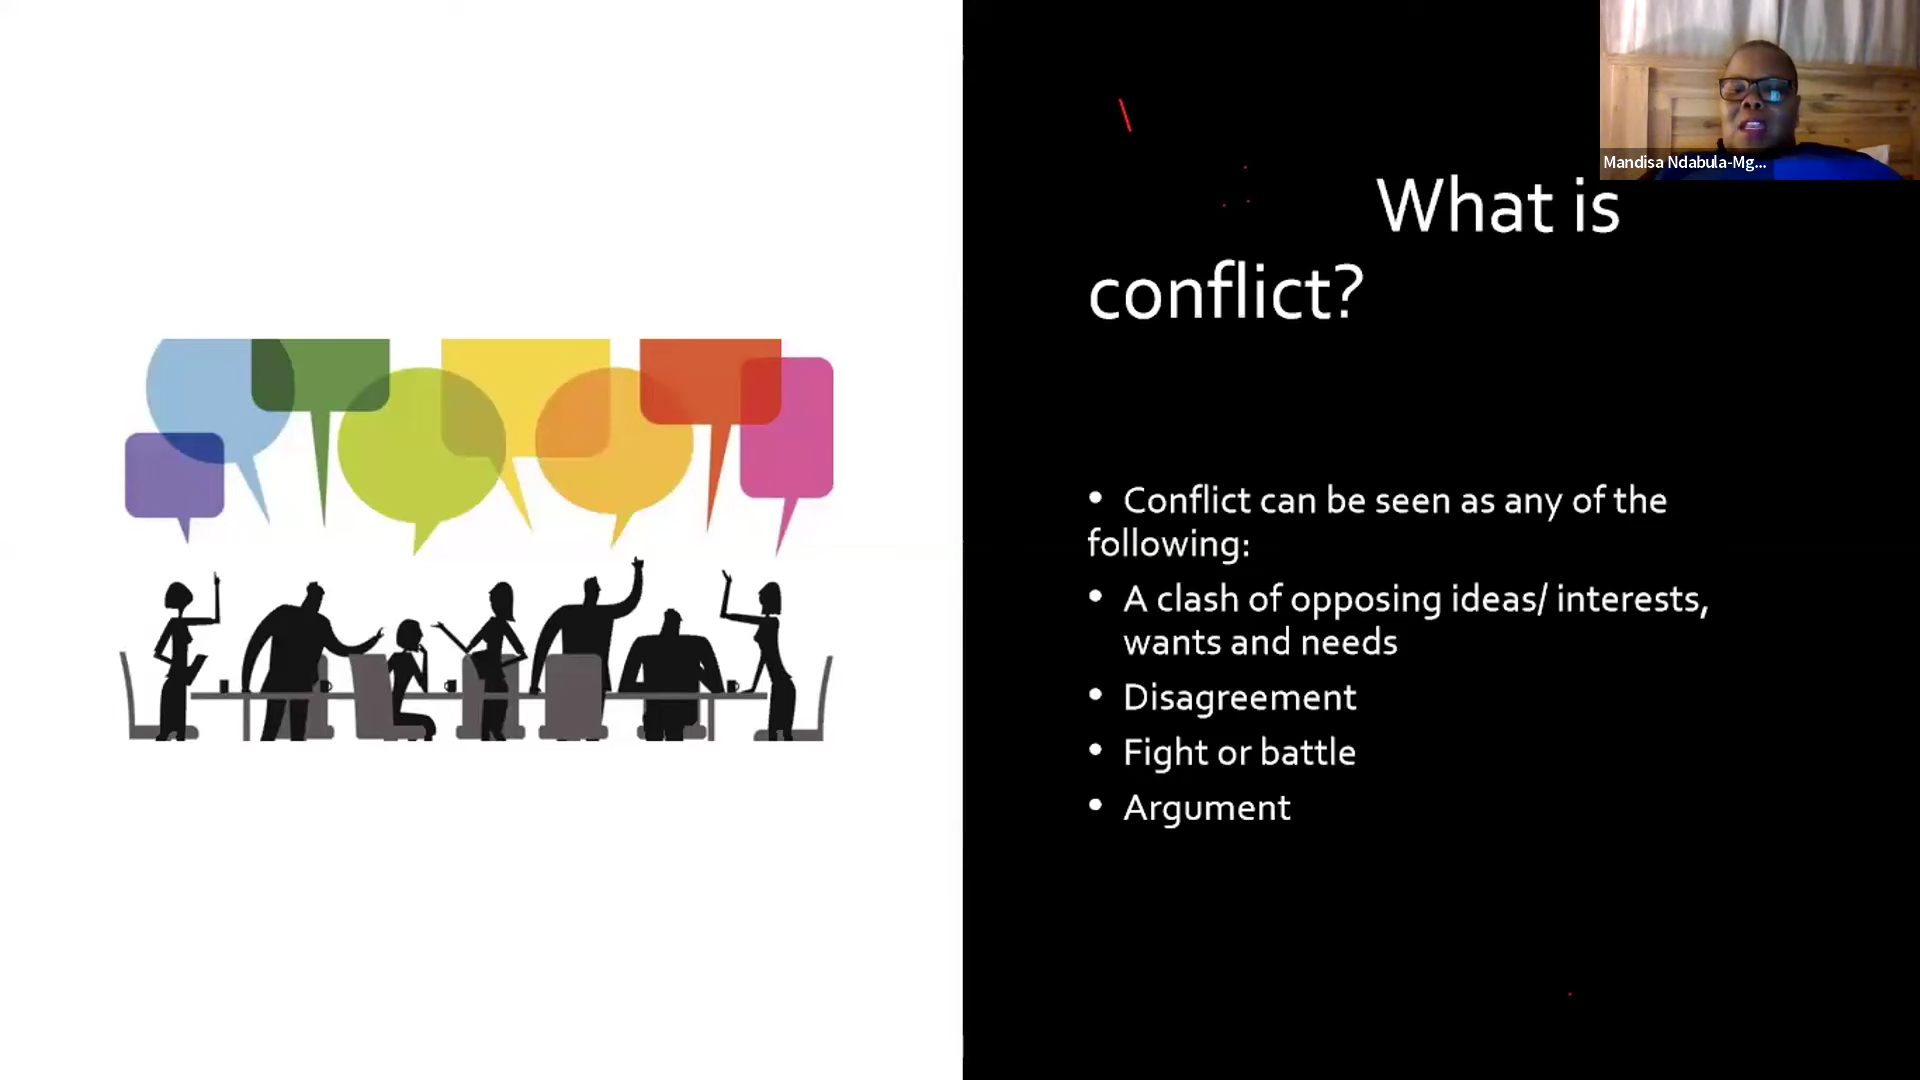 Mandisa Ndabula-Mg...
What is
conflict?
• Conflict can be seen as any of the
following:
• A clash of opposing ideas/ interests,
wants and needs
• Disagreement
• Fight or battle
• Argument